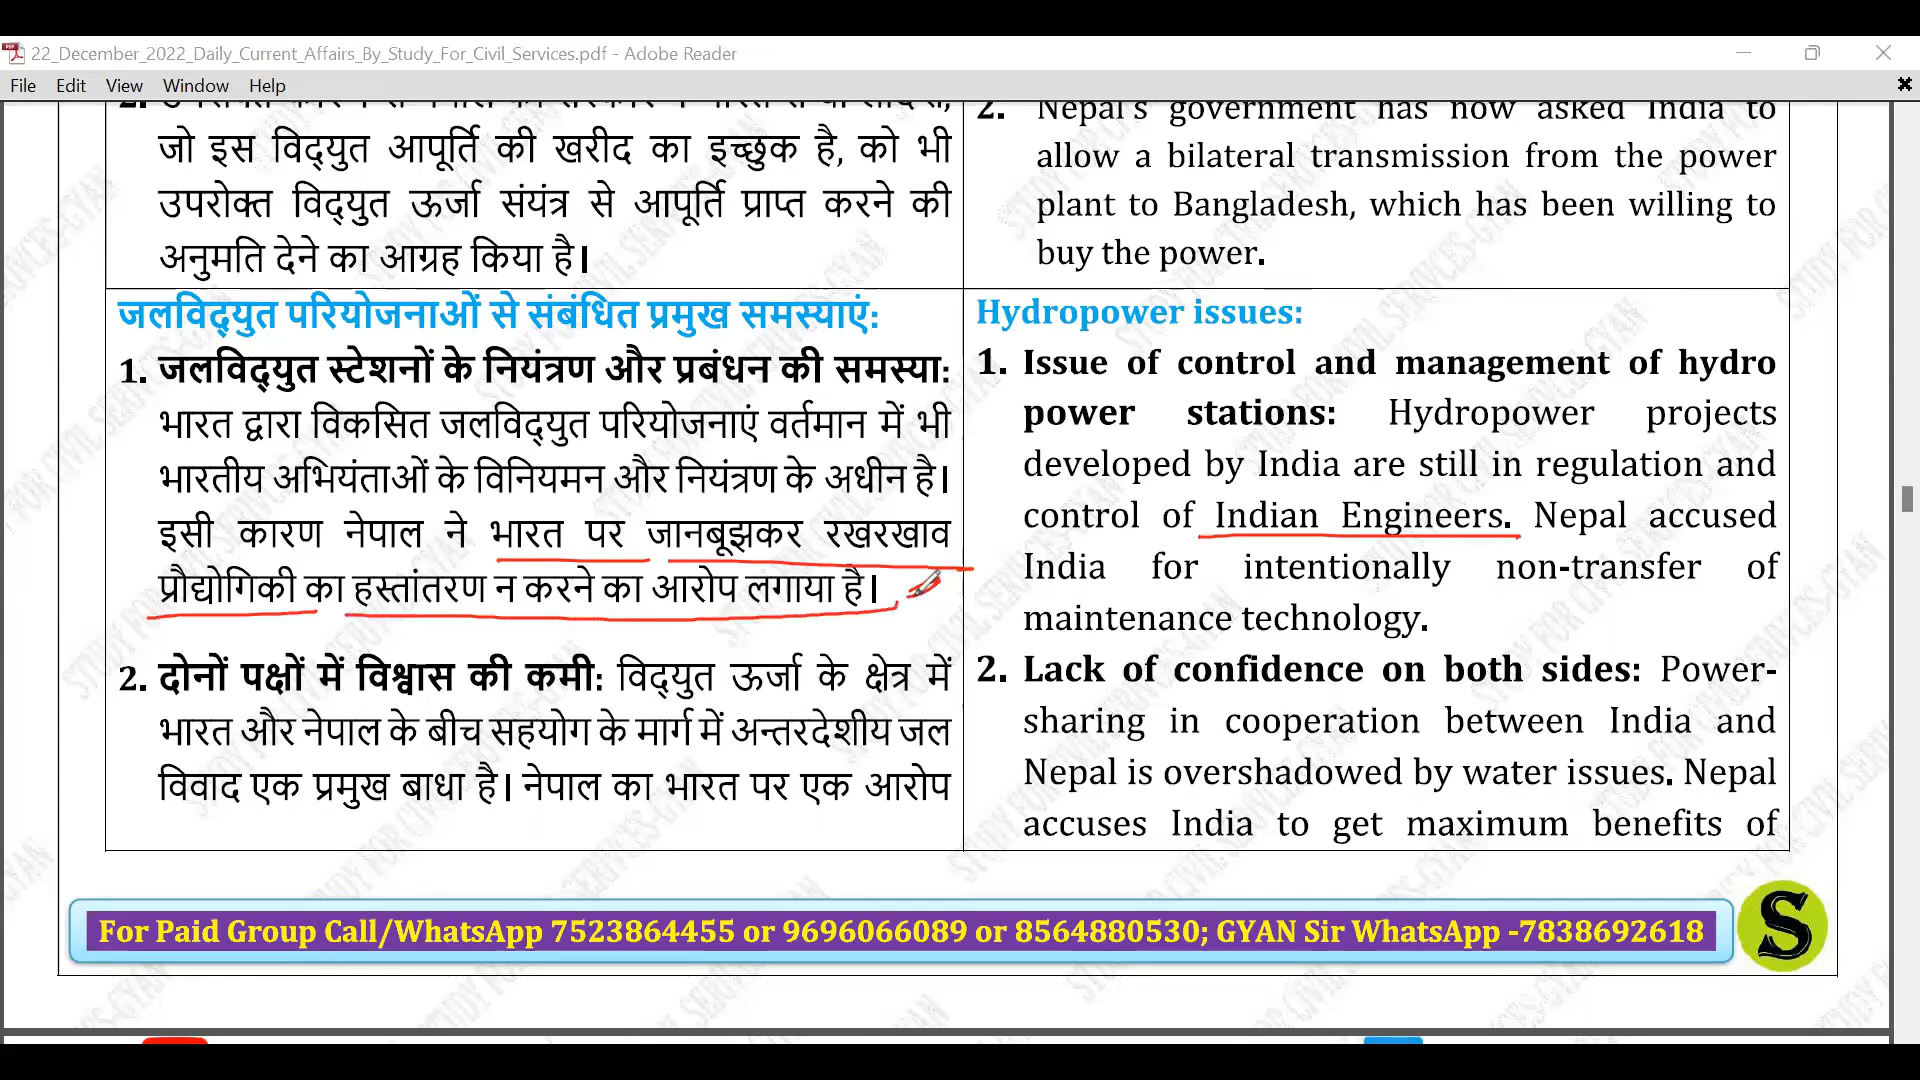 22_December_2022_Daily_Current_Affairs_By_Study_For_Civil_Services.pdf - Adobe Reader
File Edit View Window Help
जो इस विद्युत आपूर्ति की खरीद का इच्छुक है, को भी
उपरोक्त विद्युत ऊर्जा संयंत्र से आपूर्ति प्राप्त करने की
अनुमति देने का आग्रह किया है।
2. Nepal's government has now asked India to
allow a bilateral transmission from the power
plant to Bangladesh, which has been willing to
buy the power.
जलविद्युत परियोजनाओं से संबंधित प्रमुख समस्याएं:
1. जलविद्युत स्टेशनों के नियंत्रण और प्रबंधन की समस्या:
भारत द्वारा विकसित जलविद्युत परियोजनाएं वर्तमान में भी
भारतीय अभियंताओं के विनियमन और नियंत्रण के अधीन है।
इसी कारण नेपाल ने भारत पर जानबूझकर रखरखाव
प्रौद्योगिकी का हस्तांतरण न करने का आरोप लगाया है।
2. दोनों पक्षों में विश्वास की कमी: विद्युत ऊर्जा के क्षेत्र में
भारत और नेपाल के बीच सहयोग के मार्ग में अन्तरदेशीय जल
विवाद एक प्रमुख बाधा है। नेपाल का भारत पर एक आरोप
Hydropower issues:
1. Issue of control and management of hydro
power stations: Hydropower projects
developed by India are still in regulation and
control of Indian Engineers. Nepal accused
India for intentionally non-transfer of
maintenance technology.
2. Lack of confidence on both sides: Power-
sharing in cooperation between India and
Nepal is overshadowed by water issues. Nepal
accuses India to get maximum benefits of
For Paid Group Call/WhatsApp 7523864455 or 9696066089 or 8564880530; GYAN Sir WhatsApp -7838692618
S